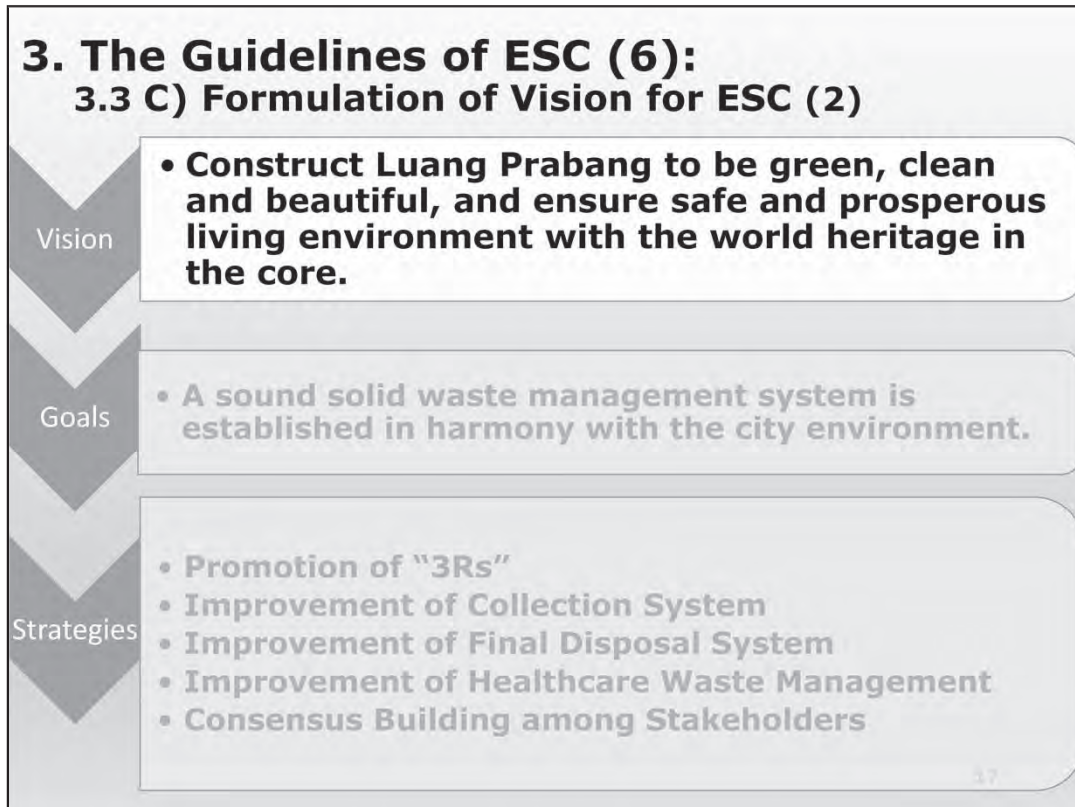 3. The Guidelines of ESC (6):
3.3 C) Formulation of Vision for ESC (2)
Vision
• Construct Luang Prabang to be green, clean
and beautiful, and ensure safe and prosperous
living environment with the world heritage in
the core.
Goals
• A sound solid waste management system is
established in harmony with the city environment.
Strategies
• Promotion of “3Rs”
• Improvement of Collection System
• Improvement of Final Disposal System
• Improvement of Healthcare Waste Management
• Consensus Building among Stakeholders
17